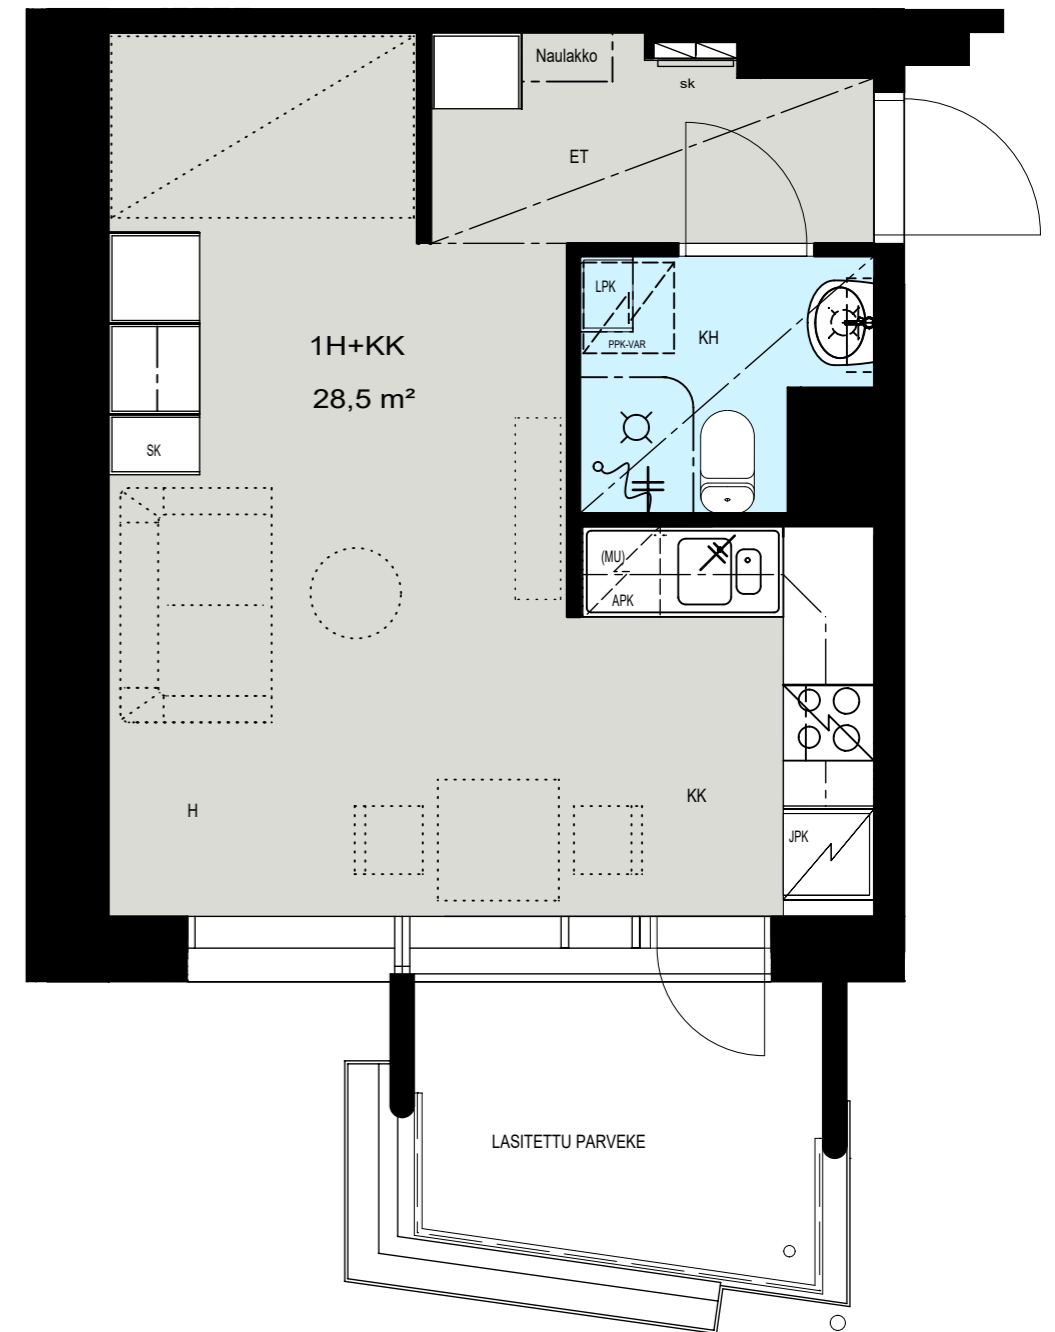 Naulakko
sk
ET
LPK
PPK-VAR
KH
1H+KK
28,5 m²
SK
(MU)
APK
H
KK
JPK
LASITETTU PARVEKE